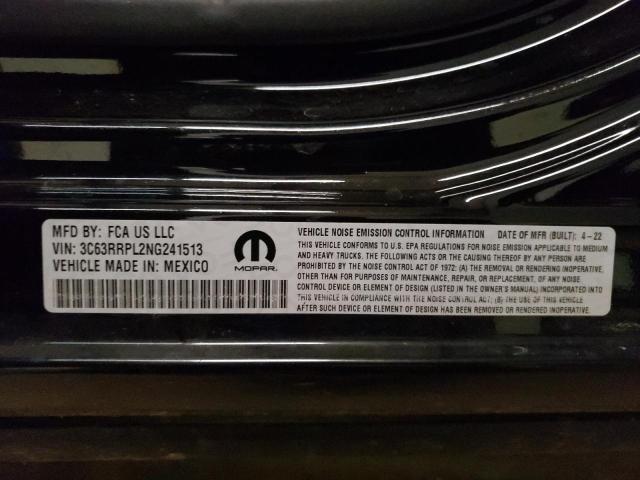 MFD BY: FCA US LLC
VIN: 3C63RRPL2NG241513
VEHICLE MADE IN: MEXICO
MOPAR
VEHICLE NOISE EMISSION CONTROL INFORMATION DATE OF MFR (BUILT): 4-22
THIS VEHICLE CONFORMS TO U.S. EPA REGULATIONS FOR NOISE EMISSION APPLICABLE TO MEDIUM
AND HEAVY TRUCKS. THE FOLLOWING ACTS OR THE CAUSING THEREOF BY ANY PERSON ARE
PROHIBITED BY THE NOISE CONTROL ACT OF 1972: (A) THE REMOVAL OR RENDERING INOPERATIVE,
OTHER THAN FOR PURPOSES OF MAINTENANCE, REPAIR, OR REPLACEMENT, OF ANY NOISE
CONTROL DEVICE OR ELEMENT OF DESIGN (LISTED IN THE OWNER'S MANUAL) INCORPORATED INTO
THIS VEHICLE IN COMPLIANCE WITH THE NOISE CONTROL ACT; (B) THE USE OF THIS VEHICLE
AFTER SUCH DEVICE OR ELEMENT OF DESIGN HAS BEEN REMOVED OR RENDERED INOPERATIVE.